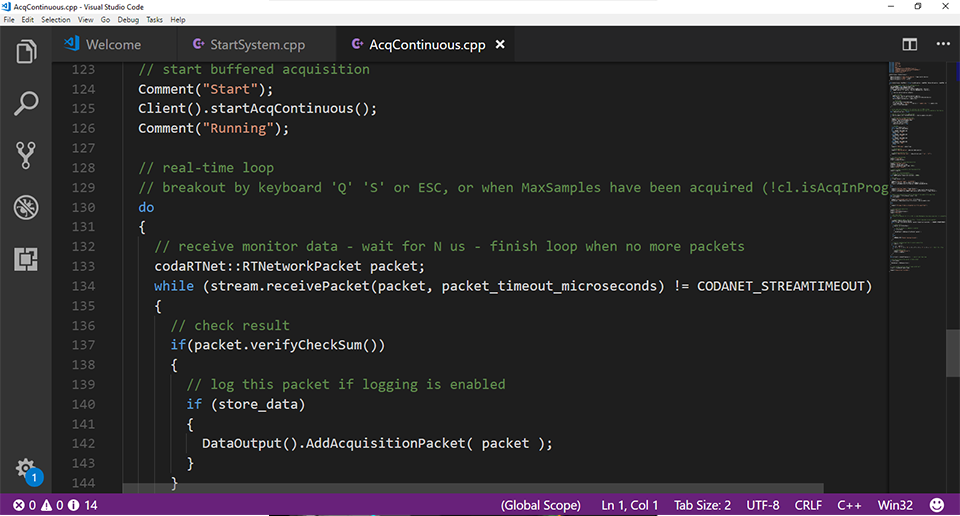 AcqContinuous.cpp - Visual Studio Code
File Edit Selection View Go Debug Tasks Help
Welcome StartSystem.cpp AcqContinuous.cpp
123 // start buffered acquisition
124 Comment("Start");
125 Client().startAcqContinuous();
126 Comment("Running");
127
128 // real-time loop
129 // breakout by keyboard 'Q' 'S' or ESC, or when MaxSamples have been acquired (!cl.isAcqInProg
130 do
131 {
132 // receive monitor data - wait for N us - finish loop when no more packets
133 codaRTNet::RTNetworkPacket packet;
134 while (stream.receivePacket(packet, packet_timeout_microseconds) != CODANET_STREAMTIMEOUT)
135 {
136 // check result
137 if(packet.verifyCheckSum())
138 {
139 // log this packet if logging is enabled
140 if (store_data)
141 {
142 DataOutput().AddAcquisitionPacket( packet );
143 }
144 }
1
0 0 14 (Global Scope) Ln 1, Col 1 Tab Size: 2 UTF-8 CRLF C++ Win32